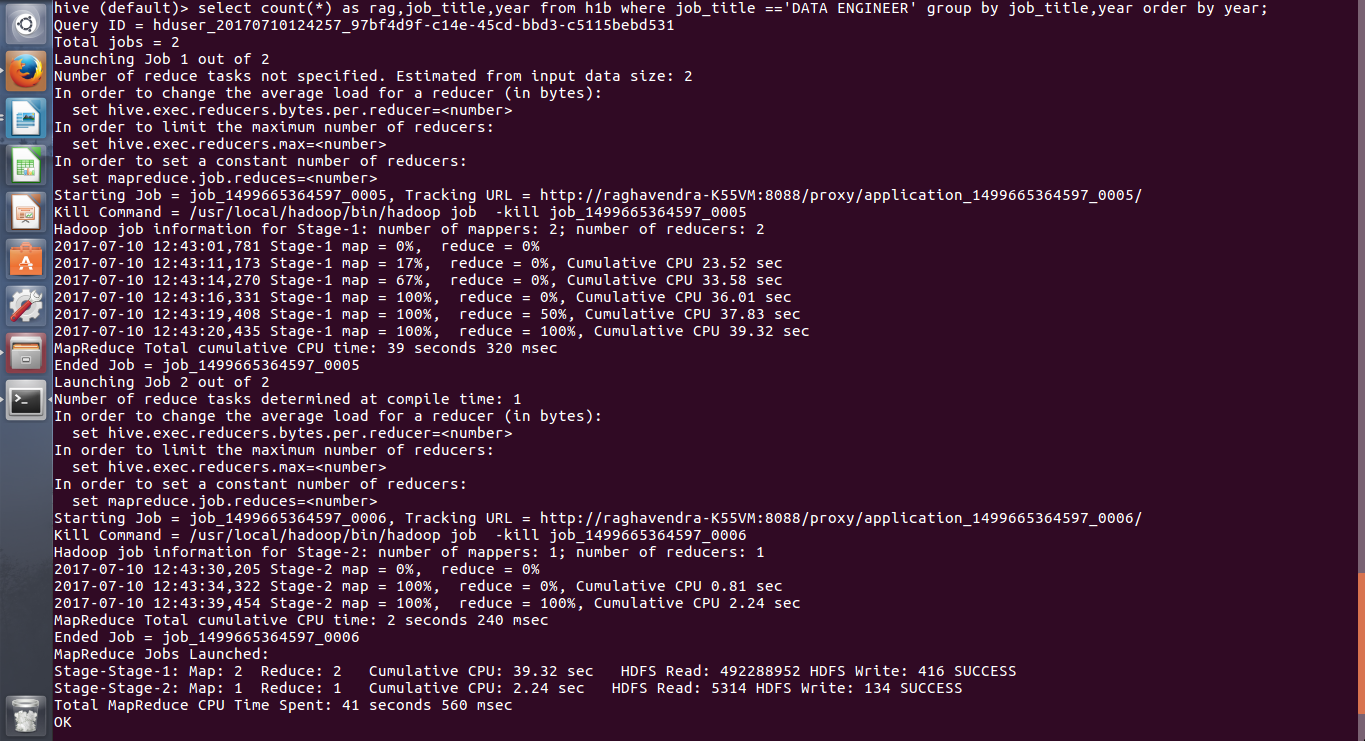 hive (default)> select count(*) as rag,job_title,year from h1b where job_title =='DATA ENGINEER' group by job_title,year order by year;
Query ID = hduser_20170710124257_97bf4d9f-c14e-45cd-bbd3-c5115bebd531
Total jobs = 2
Launching Job 1 out of 2
Number of reduce tasks not specified. Estimated from input data size: 2
In order to change the average load for a reducer (in bytes):
  set hive.exec.reducers.bytes.per.reducer=<number>
In order to limit the maximum number of reducers:
  set hive.exec.reducers.max=<number>
In order to set a constant number of reducers:
  set mapreduce.job.reduces=<number>
Starting Job = job_1499665364597_0005, Tracking URL = http://raghavendra-K55VM:8088/proxy/application_1499665364597_0005/
Kill Command = /usr/local/hadoop/bin/hadoop job  -kill job_1499665364597_0005
Hadoop job information for Stage-1: number of mappers: 2; number of reducers: 2
2017-07-10 12:43:01,781 Stage-1 map = 0%,  reduce = 0%
2017-07-10 12:43:11,173 Stage-1 map = 17%,  reduce = 0%, Cumulative CPU 23.52 sec
2017-07-10 12:43:14,270 Stage-1 map = 67%,  reduce = 0%, Cumulative CPU 33.58 sec
2017-07-10 12:43:16,331 Stage-1 map = 100%,  reduce = 0%, Cumulative CPU 36.01 sec
2017-07-10 12:43:19,408 Stage-1 map = 100%,  reduce = 50%, Cumulative CPU 37.83 sec
2017-07-10 12:43:20,435 Stage-1 map = 100%,  reduce = 100%, Cumulative CPU 39.32 sec
MapReduce Total cumulative CPU time: 39 seconds 320 msec
Ended Job = job_1499665364597_0005
Launching Job 2 out of 2
Number of reduce tasks determined at compile time: 1
In order to change the average load for a reducer (in bytes):
  set hive.exec.reducers.bytes.per.reducer=<number>
In order to limit the maximum number of reducers:
  set hive.exec.reducers.max=<number>
In order to set a constant number of reducers:
  set mapreduce.job.reduces=<number>
Starting Job = job_1499665364597_0006, Tracking URL = http://raghavendra-K55VM:8088/proxy/application_1499665364597_0006/
Kill Command = /usr/local/hadoop/bin/hadoop job  -kill job_1499665364597_0006
Hadoop job information for Stage-2: number of mappers: 1; number of reducers: 1
2017-07-10 12:43:30,205 Stage-2 map = 0%,  reduce = 0%
2017-07-10 12:43:34,322 Stage-2 map = 100%,  reduce = 0%, Cumulative CPU 0.81 sec
2017-07-10 12:43:39,454 Stage-2 map = 100%,  reduce = 100%, Cumulative CPU 2.24 sec
MapReduce Total cumulative CPU time: 2 seconds 240 msec
Ended Job = job_1499665364597_0006
MapReduce Jobs Launched:
Stage-Stage-1: Map: 2  Reduce: 2   Cumulative CPU: 39.32 sec   HDFS Read: 492288952 HDFS Write: 416 SUCCESS
Stage-Stage-2: Map: 1  Reduce: 1   Cumulative CPU: 2.24 sec   HDFS Read: 5314 HDFS Write: 134 SUCCESS
Total MapReduce CPU Time Spent: 41 seconds 560 msec
OK